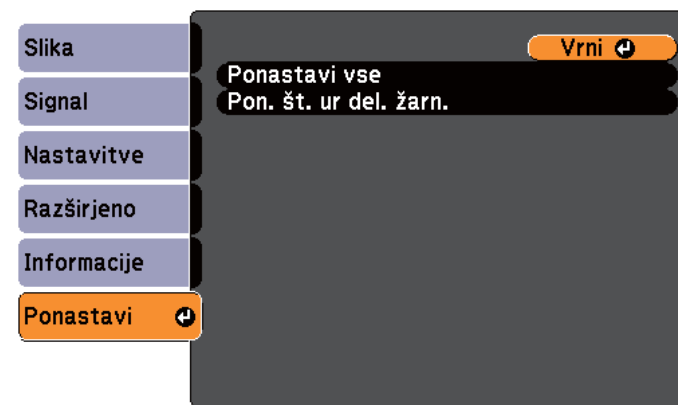 Slika
Signal
Nastavitve
Razširjeno
Informacije
Ponastavi
Vrni
Ponastavi vse
Pon. št. ur del. žarn.